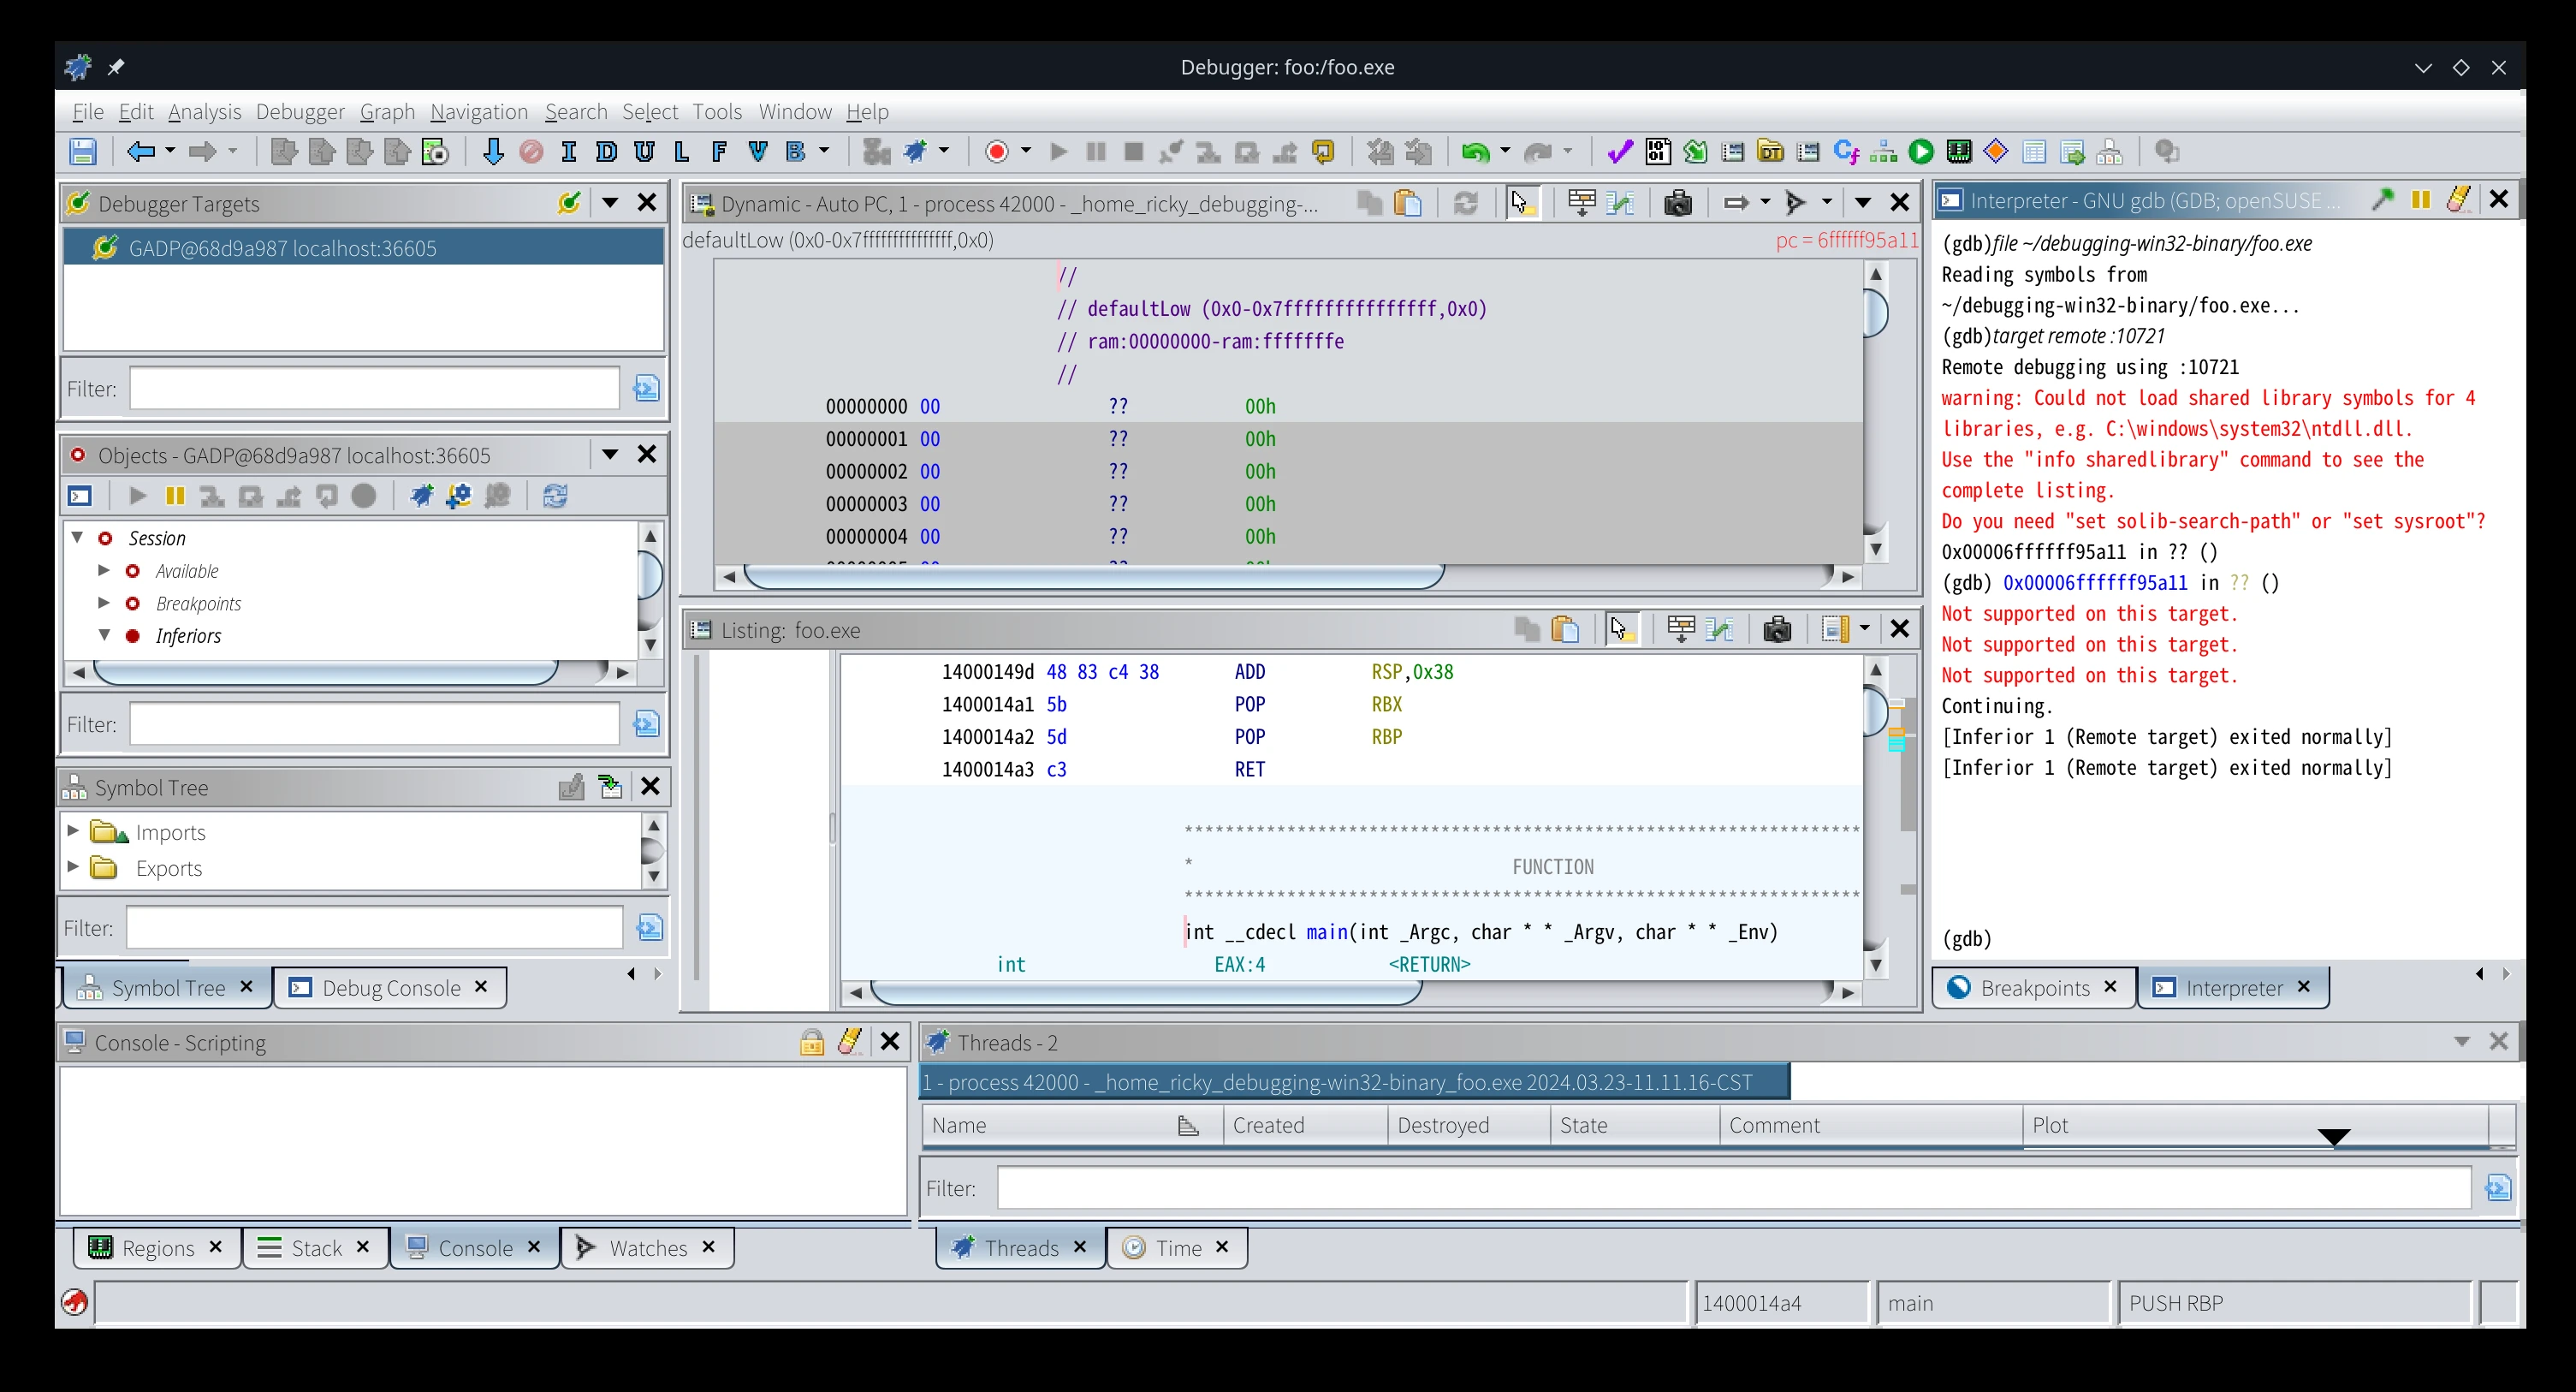 Debugger: foo:/foo.exe
File Edit Analysis Debugger Graph Navigation Search Select Tools Window Help
I D U L F V B
Debugger Targets
GADP@68d9a987 localhost:36605
Filter:
Objects - GADP@68d9a987 localhost:36605
Session
Available
Breakpoints
Inferiors
Filter:
Symbol Tree
Imports
Exports
Filter:
Symbol Tree Debug Console
Dynamic - Auto PC, 1 - process 42000 - _home_ricky_debugging-...
defaultLow (0x0-0x7fffffffffffffff,0x0) pc = 6ffffff95a11
//
// defaultLow (0x0-0x7fffffffffffffff,0x0)
// ram:00000000-ram:fffffffe
//
00000000 00 ?? 00h
00000001 00 ?? 00h
00000002 00 ?? 00h
00000003 00 ?? 00h
00000004 00 ?? 00h
Listing: foo.exe
14000149d 48 83 c4 38 ADD RSP,0x38
1400014a1 5b POP RBX
1400014a2 5d POP RBP
1400014a3 c3 RET
******************************************************************
* FUNCTION
******************************************************************
int __cdecl main(int _Argc, char * * _Argv, char * * _Env)
int EAX:4 <RETURN>
Interpreter - GNU gdb (GDB; openSUSE ...
(gdb)file ~/debugging-win32-binary/foo.exe
Reading symbols from
~/debugging-win32-binary/foo.exe...
(gdb)target remote :10721
Remote debugging using :10721
warning: Could not load shared library symbols for 4
libraries, e.g. C:\windows\system32\ntdll.dll.
Use the "info sharedlibrary" command to see the
complete listing.
Do you need "set solib-search-path" or "set sysroot"?
0x00006ffffff95a11 in ?? ()
(gdb) 0x00006ffffff95a11 in ?? ()
Not supported on this target.
Not supported on this target.
Not supported on this target.
Continuing.
[Inferior 1 (Remote target) exited normally]
[Inferior 1 (Remote target) exited normally]
(gdb)
Breakpoints Interpreter
Console - Scripting
Threads - 2
1 - process 42000 - _home_ricky_debugging-win32-binary_foo.exe 2024.03.23-11.11.16-CST
Name Created Destroyed State Comment Plot
Filter:
Regions Stack Console Watches
Threads Time
1400014a4 main PUSH RBP